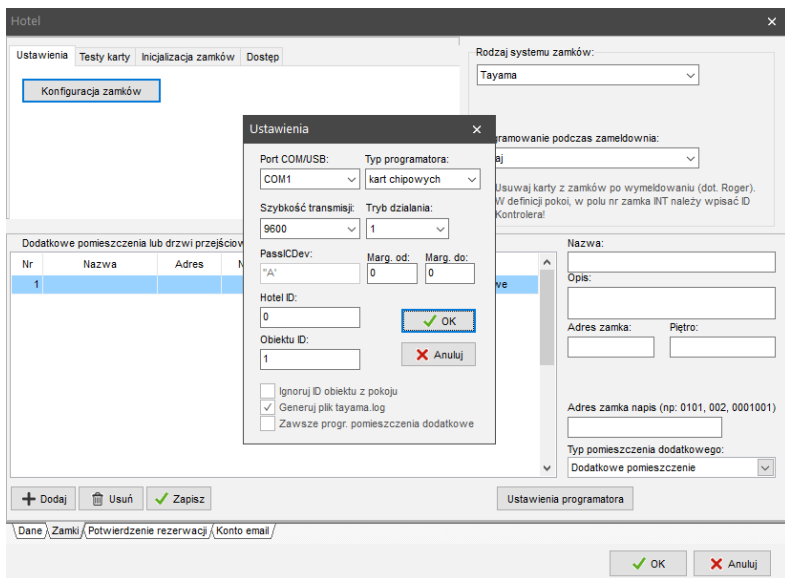 Hotel
Ustawienia Testy karty Inicjalizacja zamków Dostęp
Konfiguracja zamków
Rodzaj systemu zamków:
Tayama
ramowanie podczas zameldownia:
aj
Usuwaj karty z zamków po wymeldowaniu (dot. Roger).
W definicji pokoi, w polu nr zamka INT należy wpisać ID
Kontrolera!
Ustawienia
Port COM/USB: Typ programatora:
COM1 kart chipowych
Szybkość transmisji: Tryb dzialania:
9600 1
PassICDev: Marg. od: Marg. do:
"A' 0 0
Hotel ID:
0
OK
Obiektu ID:
1
Anuluj
Ignoruj ID obiektu z pokoju
Generuj plik tayama.log
Zawsze progr. pomieszczenia dodatkowe
Dodatkowe pomieszczenia lub drzwi przejściow
Nr Nazwa Adres N
1 we
Nazwa:
Opis:
Adres zamka: Piętro:
Adres zamka napis (np: 0101, 002, 0001001)
Typ pomieszczenia dodatkowego:
Dodatkowe pomieszczenie
Dodaj Usuń Zapisz Ustawienia programatora
Dane Zamki Potwierdzenie rezerwacji Konto email
OK Anuluj